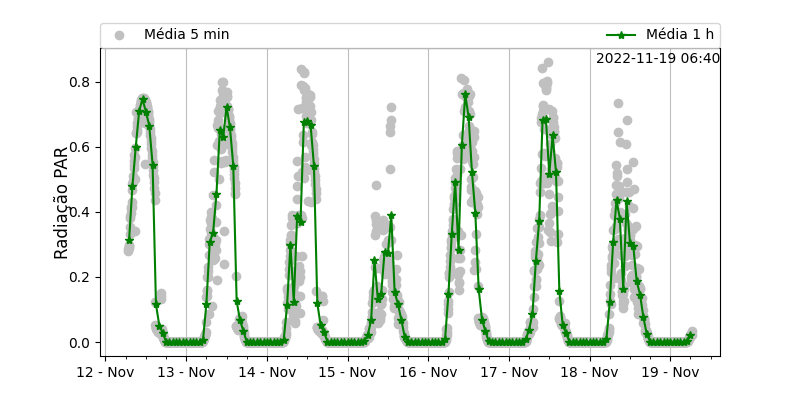 Média 5 min
Média 1 h
2022-11-19 06:40
Radiação PAR
0.8
0.6
0.4
0.2
0.0
12 - Nov
13 - Nov
14 - Nov
15 - Nov
16 - Nov
17 - Nov
18 - Nov
19 - Nov